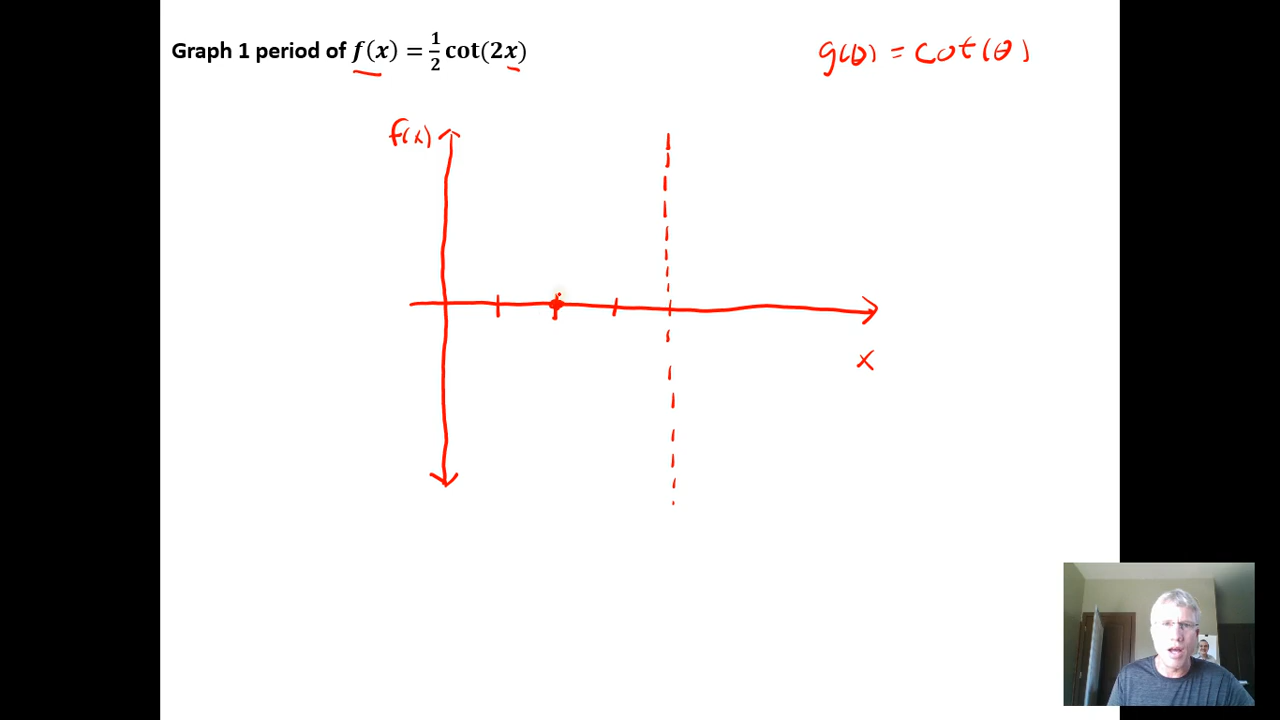 Graph 1 period of f(x) = 1/2 cot(2x)
g(θ) = cot(θ)
f(x)
x